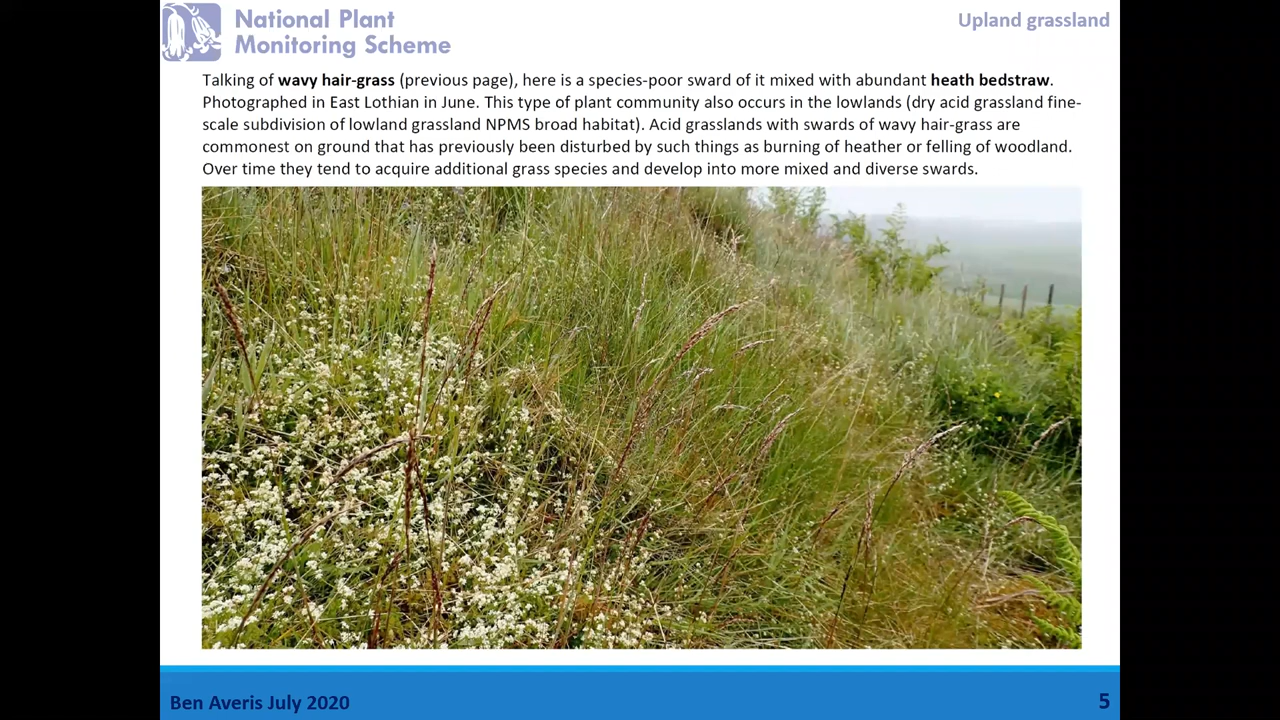 National Plant
Monitoring Scheme
Upland grassland
Talking of wavy hair-grass (previous page), here is a species-poor sward of it mixed with abundant heath bedstraw.
Photographed in East Lothian in June. This type of plant community also occurs in the lowlands (dry acid grassland fine-
scale subdivision of lowland grassland NPMS broad habitat). Acid grasslands with swards of wavy hair-grass are
commonest on ground that has previously been disturbed by such things as burning of heather or felling of woodland.
Over time they tend to acquire additional grass species and develop into more mixed and diverse swards.
Ben Averis July 2020
5